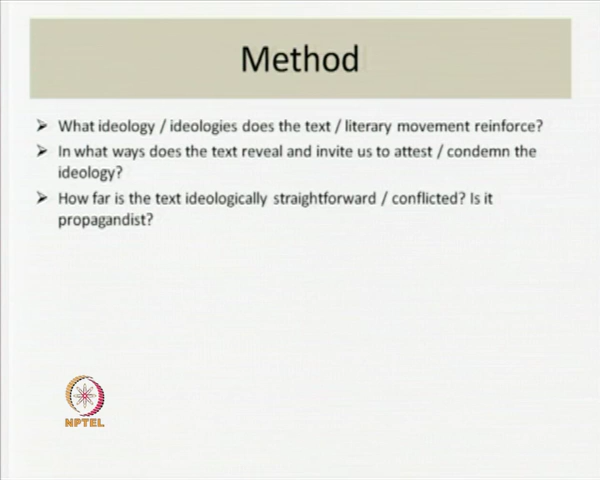 Method
➢ What ideology / ideologies does the text / literary movement reinforce?
➢ In what ways does the text reveal and invite us to attest / condemn the
ideology?
➢ How far is the text ideologically straightforward / conflicted? Is it
propagandist?
NPTEL